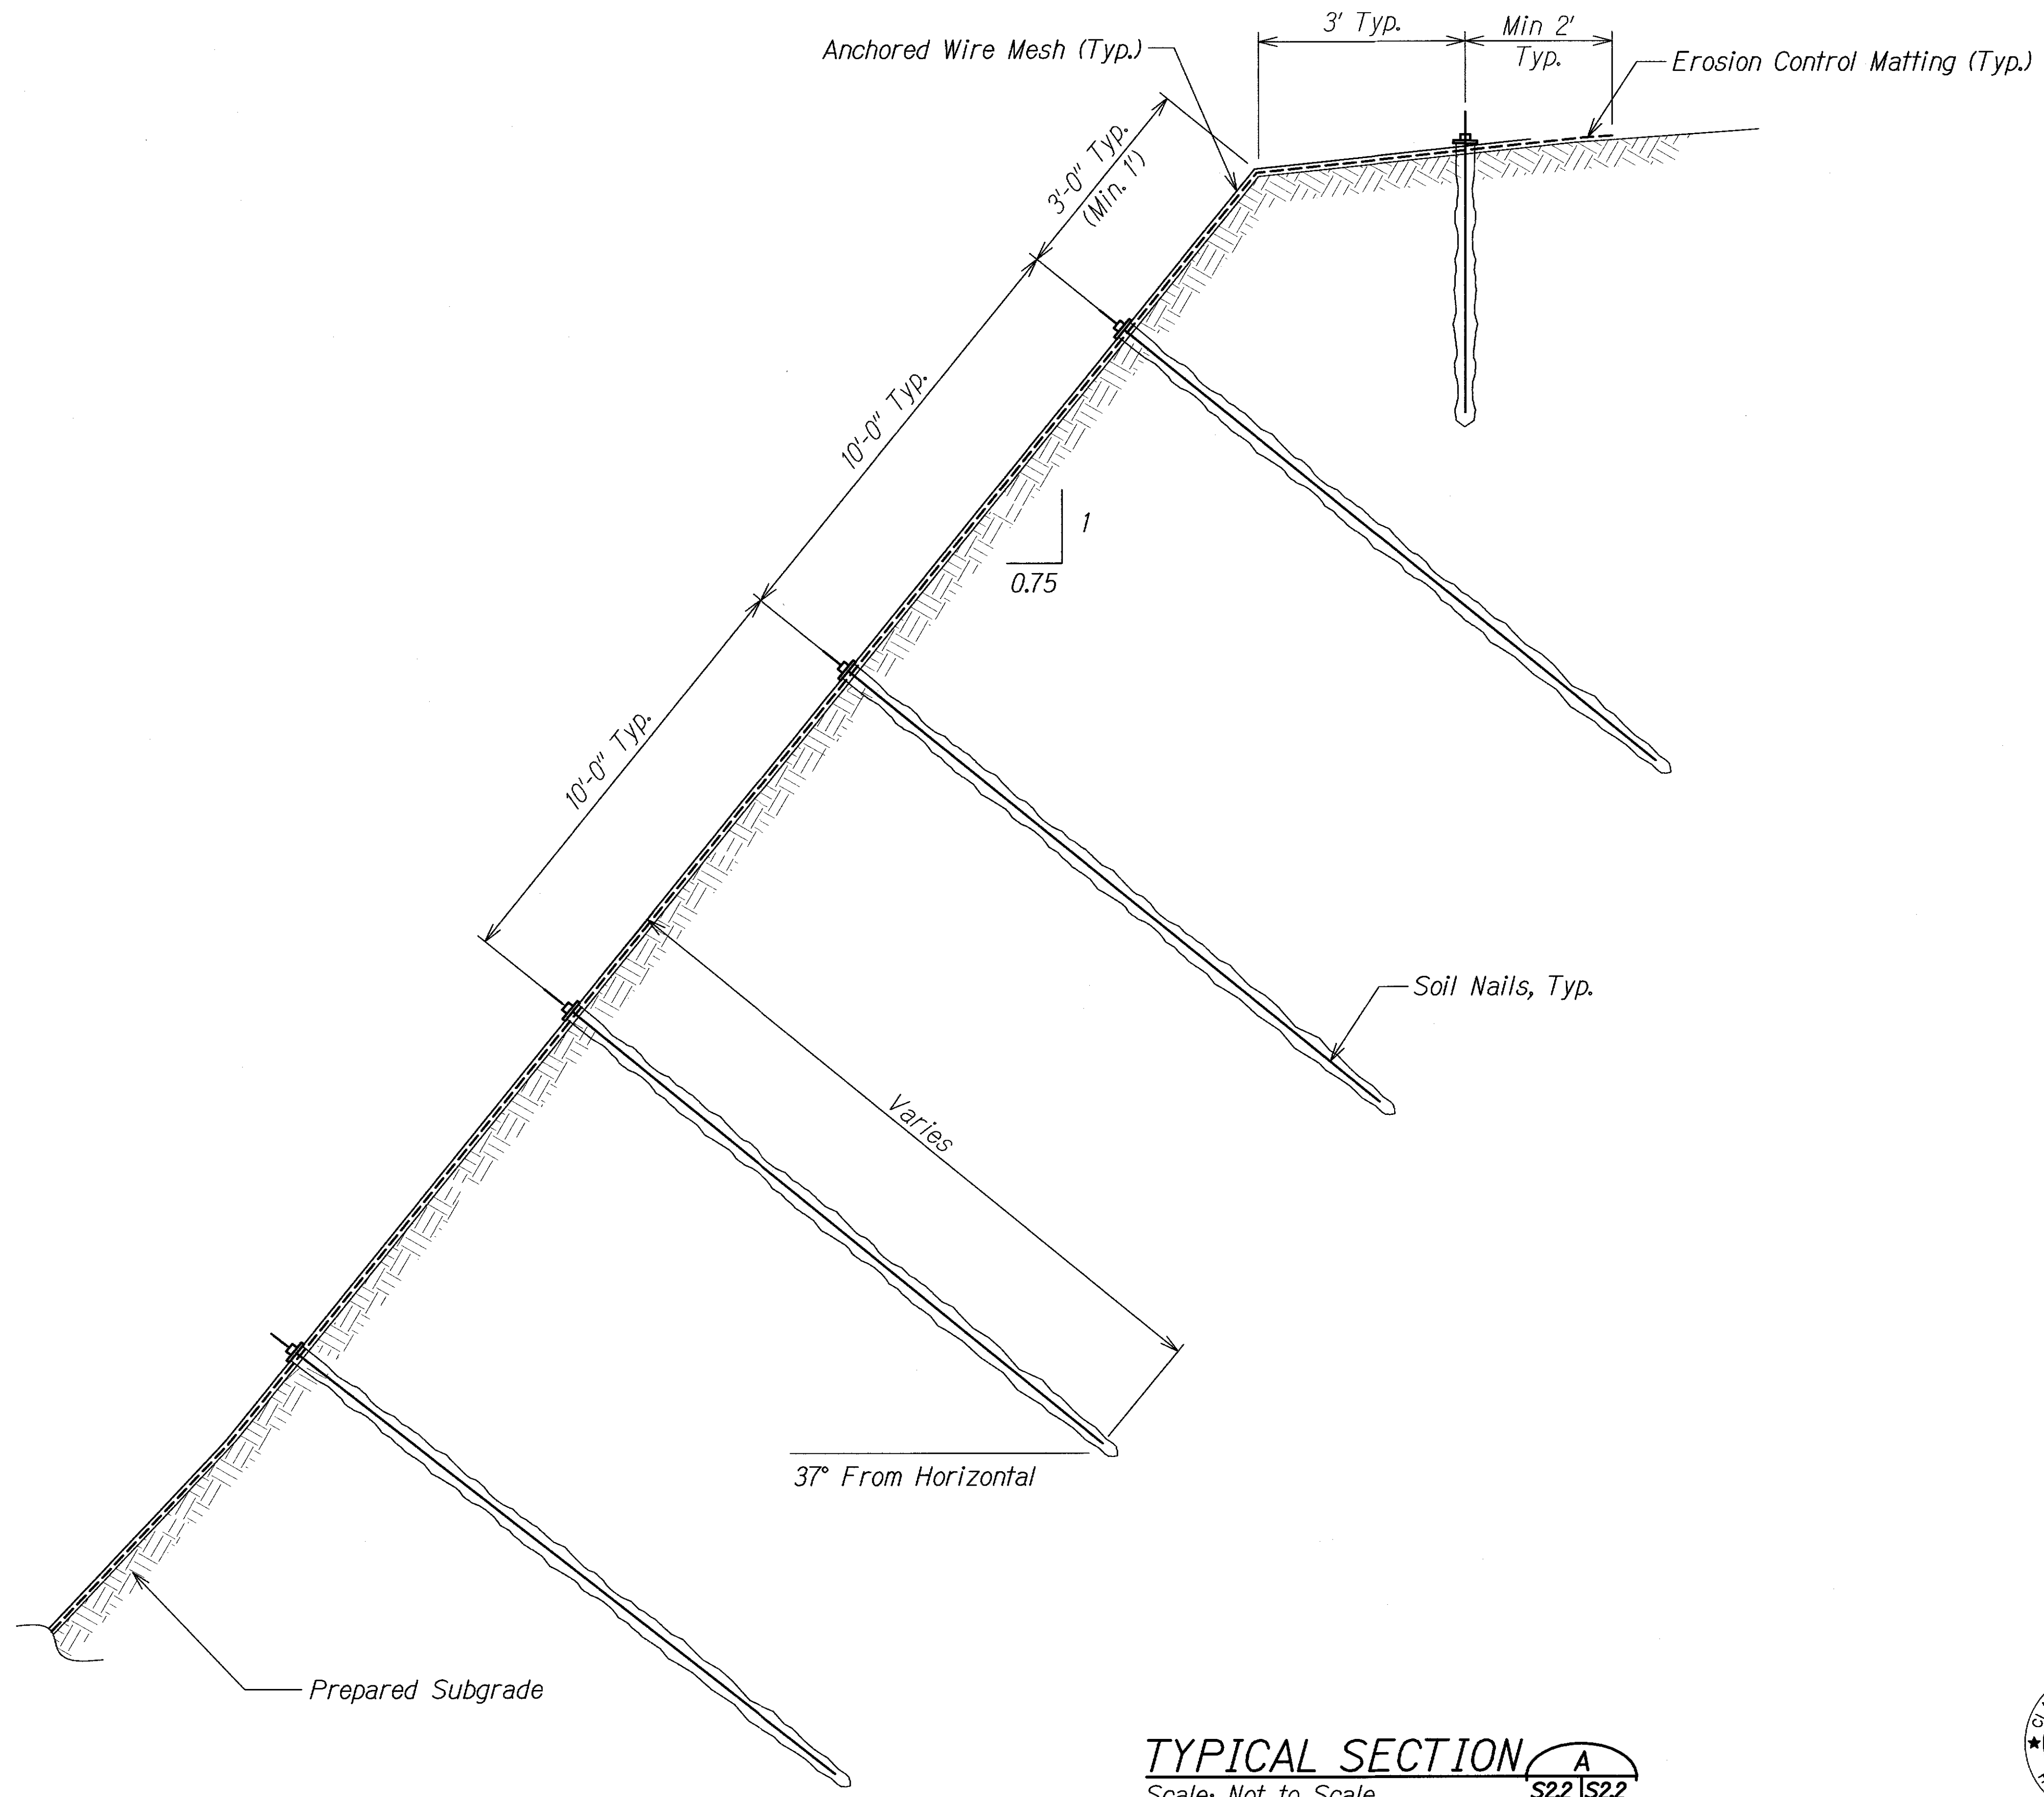 3' Typ.
Min 2'
Typ.
Anchored Wire Mesh (Typ.)
Erosion Control Matting (Typ.)
3'-0" Typ.
(Min. 1')
10'-0" Typ.
1
0.75
10'-0" Typ.
Soil Nails, Typ.
Varies
37° From Horizontal
Prepared Subgrade
TYPICAL SECTION
A
S2.2 S2.2
Scale: Not to Scale